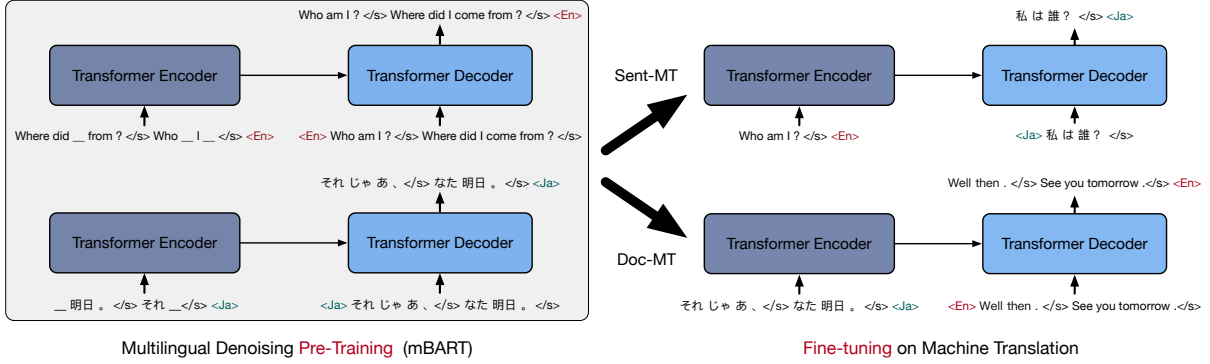 Who am I ? </s> Where did I come from ? </s> <En>
Transformer Encoder
Transformer Decoder
Where did __ from ? </s> Who __ I __ </s> <En>
<En> Who am I ? </s> Where did I come from ? </s>
それ じゃ あ 、 </s> なた 明日 。 </s> <Ja>
Transformer Encoder
Transformer Decoder
__ 明日 。 </s> それ __</s> <Ja>
<Ja> それ じゃ あ 、 </s> なた 明日 。 </s>
Multilingual Denoising Pre-Training (mBART)
Sent-MT
Doc-MT
私 は 誰 ? </s> <Ja>
Transformer Encoder
Transformer Decoder
Who am I ? </s> <En>
<Ja> 私 は 誰 ? </s>
Well then . </s> See you tomorrow .</s> <En>
Transformer Encoder
Transformer Decoder
それ じゃ あ 、 </s> なた 明日 。 </s> <Ja>
<En> Well then . </s> See you tomorrow .</s>
Fine-tuning on Machine Translation